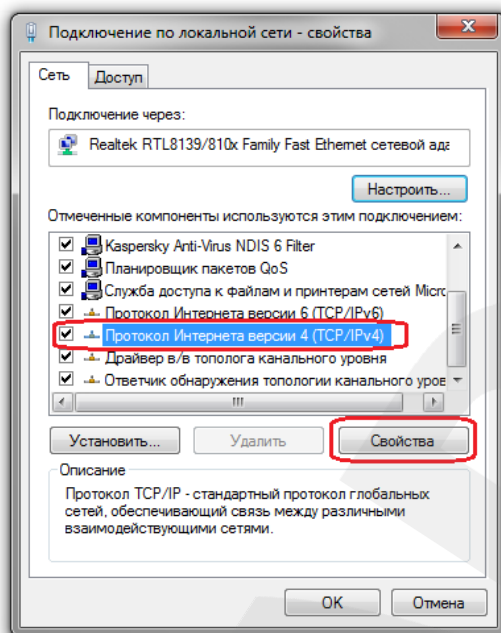 Подключение по локальной сети - свойства
Сеть
Доступ
Подключение через:
Realtek RTL8139/810x Family Fast Ethernet сетевой ада
Настроить...
Отмеченные компоненты используются этим подключением:
Kaspersky Anti-Virus NDIS 6 Filter
Планировщик пакетов QoS
Служба доступа к файлам и принтерам сетей Micro
Протокол Интернета версии 6 (TCP/IPv6)
Протокол Интернета версии 4 (TCP/IPv4)
Драйвер в/в тополога канального уровня
Ответчик обнаружения топологии канального уров
Установить...
Удалить
Свойства
Описание
Протокол TCP/IP - стандартный протокол глобальных
сетей, обеспечивающий связь между различными
взаимодействующими сетями.
OK
Отмена